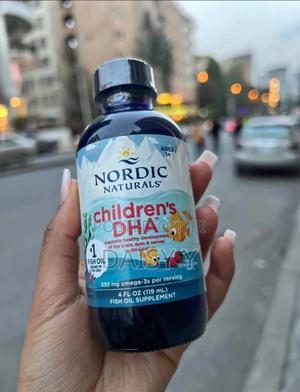 AGES
1+
NORDIC
NATURALS®
children's
DHA
supports healthy development
of the brain, eyes & nerves
#1
FISH OIL
DAISYY
530 mg omega-3s per serving
4 FL OZ (119 mL)
FISH OIL SUPPLEMENT